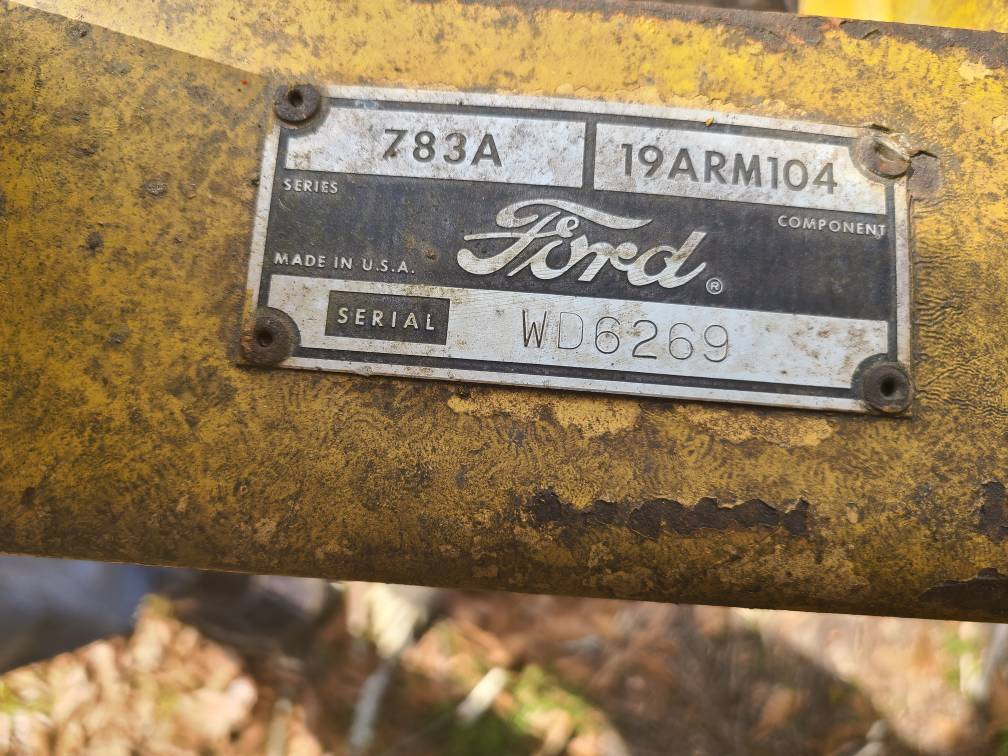 783A
19ARM104
SERIES
COMPONENT
Ford ®
MADE IN U.S.A.
SERIAL WD6269